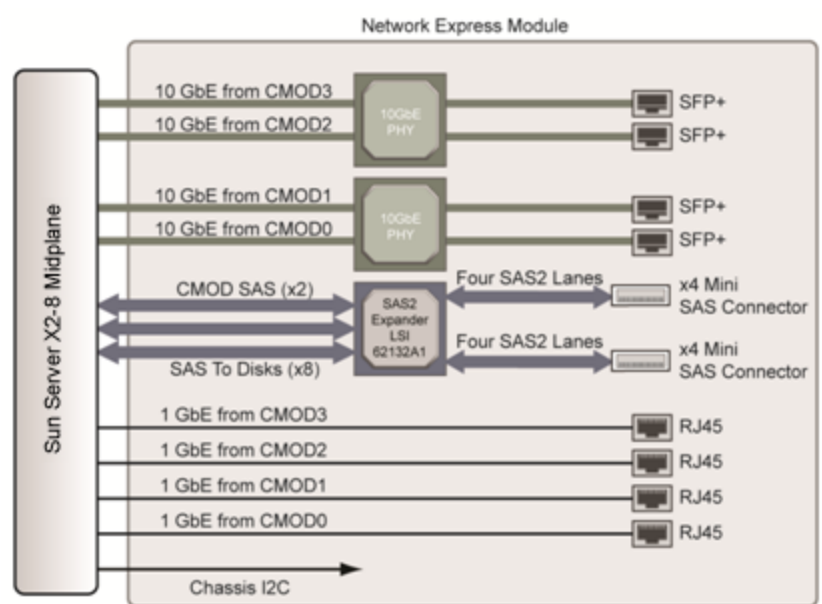 Network Express Module
Sun Server X2-8 Midplane
10 GbE from CMOD3
10GbE
PHY
SFP+
10 GbE from CMOD2
SFP+
10 GbE from CMOD1
10GbE
PHY
SFP+
10 GbE from CMOD0
SFP+
CMOD SAS (x2)
SAS2
Expander
LSI
62132A1
Four SAS2 Lanes
x4 Mini
SAS Connector
SAS To Disks (x8)
Four SAS2 Lanes
x4 Mini
SAS Connector
1 GbE from CMOD3
RJ45
1 GbE from CMOD2
RJ45
1 GbE from CMOD1
RJ45
1 GbE from CMOD0
RJ45
Chassis I2C